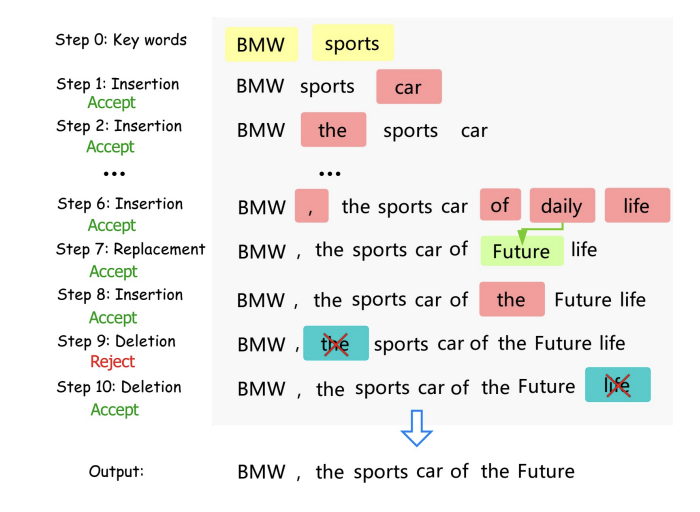 Step 0: Key words BMW sports
Step 1: Insertion BMW sports car
Accept
Step 2: Insertion BMW the sports car
Accept
... ...
Step 6: Insertion BMW , the sports car of daily life
Accept
Step 7: Replacement BMW , the sports car of Future life
Accept
Step 8: Insertion BMW , the sports car of the Future life
Accept
Step 9: Deletion BMW , the sports car of the Future life
Reject
Step 10: Deletion BMW , the sports car of the Future life
Accept
Output: BMW , the sports car of the Future